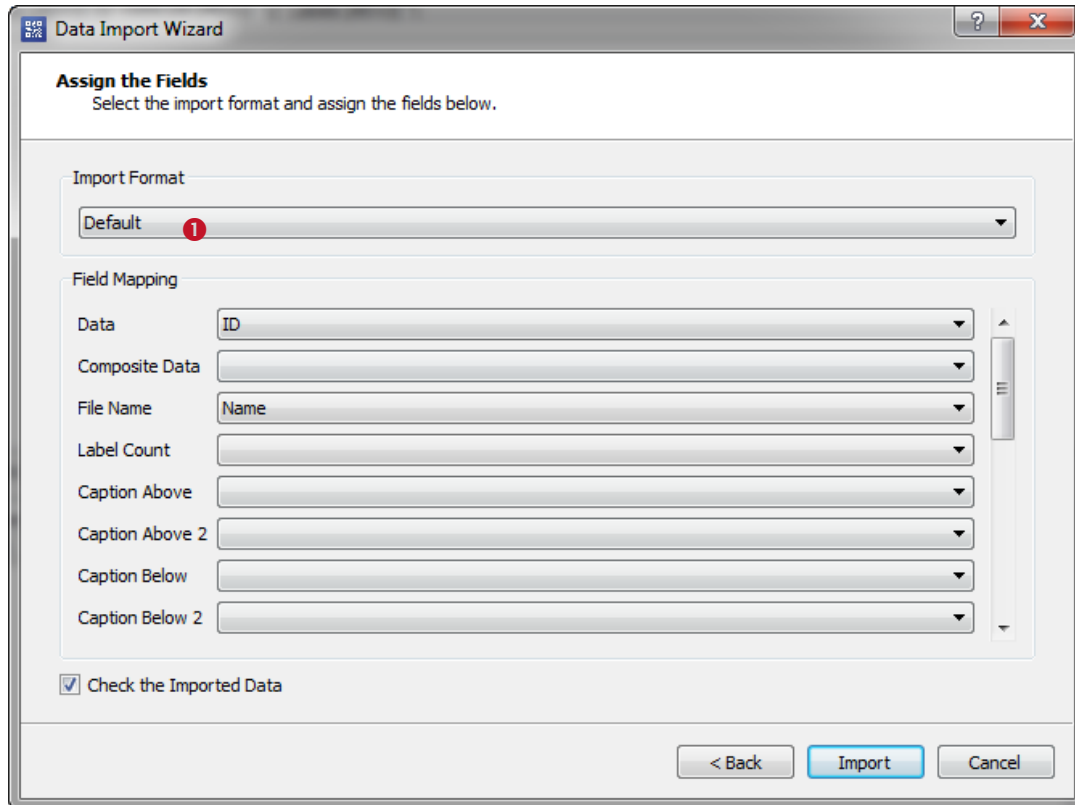 Data Import Wizard
Assign the Fields
Select the import format and assign the fields below.
Import Format
Default
1
Field Mapping
Data ID
Composite Data
File Name Name
Label Count
Caption Above
Caption Above 2
Caption Below
Caption Below 2
Check the Imported Data
< Back Import Cancel